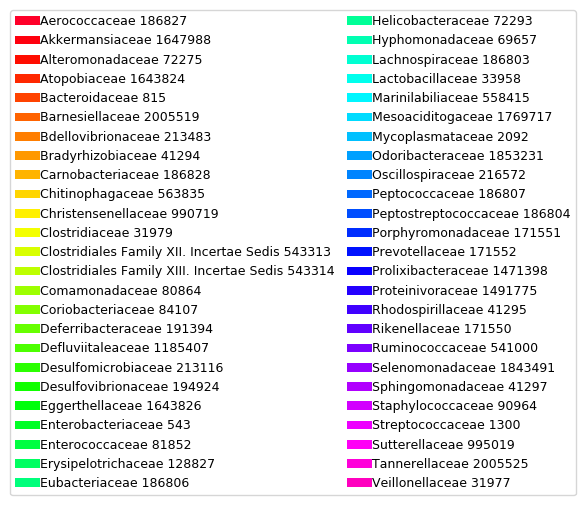 Aerococcaceae 186827
Akkermansiaceae 1647988
Alteromonadaceae 72275
Atopobiaceae 1643824
Bacteroidaceae 815
Barnesiellaceae 2005519
Bdellovibrionaceae 213483
Bradyrhizobiaceae 41294
Carnobacteriaceae 186828
Chitinophagaceae 563835
Christensenellaceae 990719
Clostridiaceae 31979
Clostridiales Family XII. Incertae Sedis 543313
Clostridiales Family XIII. Incertae Sedis 543314
Comamonadaceae 80864
Coriobacteriaceae 84107
Deferribacteraceae 191394
Defluviitaleaceae 1185407
Desulfomicrobiaceae 213116
Desulfovibrionaceae 194924
Eggerthellaceae 1643826
Enterobacteriaceae 543
Enterococcaceae 81852
Erysipelotrichaceae 128827
Eubacteriaceae 186806
Helicobacteraceae 72293
Hyphomonadaceae 69657
Lachnospiraceae 186803
Lactobacillaceae 33958
Marinilabiliaceae 558415
Mesoaciditogaceae 1769717
Mycoplasmataceae 2092
Odoribacteraceae 1853231
Oscillospiraceae 216572
Peptococcaceae 186807
Peptostreptococcaceae 186804
Porphyromonadaceae 171551
Prevotellaceae 171552
Prolixibacteraceae 1471398
Proteinivoraceae 1491775
Rhodospirillaceae 41295
Rikenellaceae 171550
Ruminococcaceae 541000
Selenomonadaceae 1843491
Sphingomonadaceae 41297
Staphylococcaceae 90964
Streptococcaceae 1300
Sutterellaceae 995019
Tannerellaceae 2005525
Veillonellaceae 31977